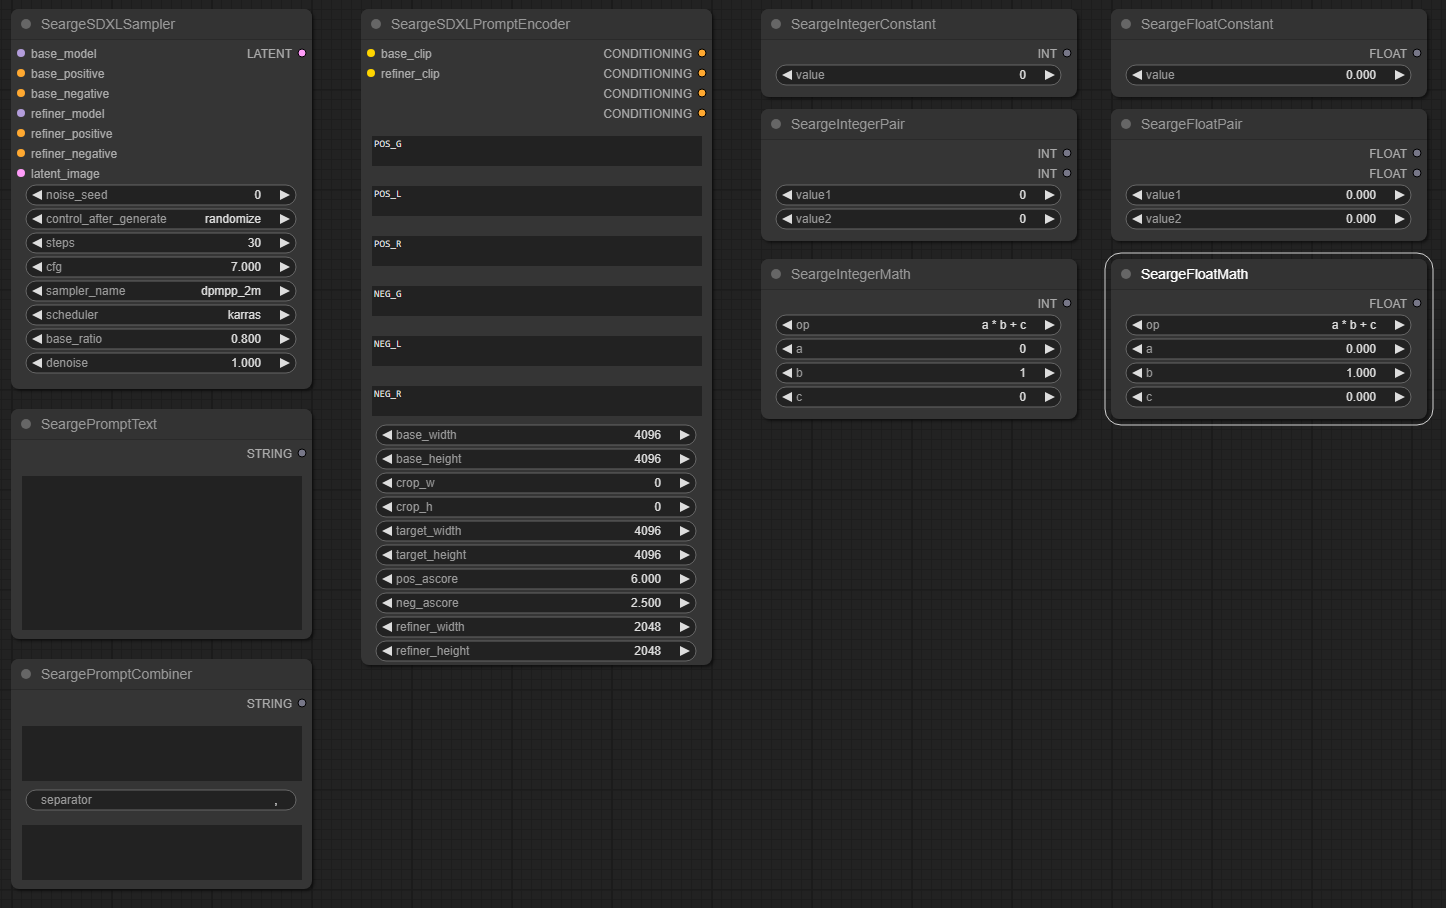 SeargeSDXLSampler
base_model LATENT
base_positive
base_negative
refiner_model
refiner_positive
refiner_negative
latent_image
noise_seed 0
control_after_generate randomize
steps 30
cfg 7.000
sampler_name dpmpp_2m
scheduler karras
base_ratio 0.800
denoise 1.000
SeargePromptText
STRING
SeargePromptCombiner
STRING
separator ,
SeargeSDXLPromptEncoder
base_clip CONDITIONING
refiner_clip CONDITIONING
CONDITIONING
CONDITIONING
POS_G
POS_L
POS_R
NEG_G
NEG_L
NEG_R
base_width 4096
base_height 4096
crop_w 0
crop_h 0
target_width 4096
target_height 4096
pos_ascore 6.000
neg_ascore 2.500
refiner_width 2048
refiner_height 2048
SeargeIntegerConstant
INT
value 0
SeargeIntegerPair
INT
INT
value1 0
value2 0
SeargeIntegerMath
INT
op a * b + c
a 0
b 1
c 0
SeargeFloatConstant
FLOAT
value 0.000
SeargeFloatPair
FLOAT
FLOAT
value1 0.000
value2 0.000
SeargeFloatMath
FLOAT
op a * b + c
a 0.000
b 1.000
c 0.000